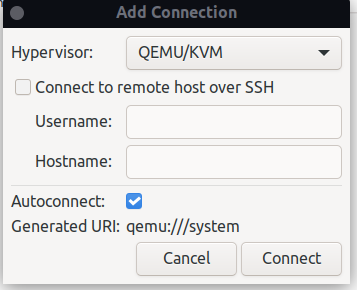 Add Connection
Hypervisor: QEMU/KVM
Connect to remote host over SSH
Username:
Hostname:
Autoconnect:
Generated URI: qemu:///system
Cancel Connect